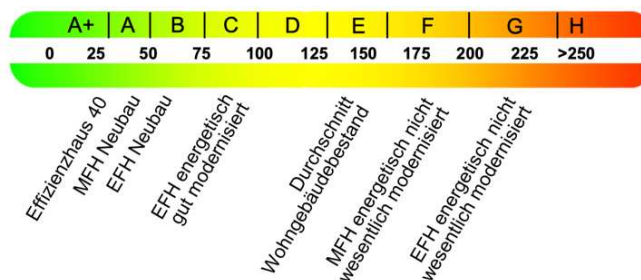 A+ A B C D E F G H
0 25 50 75 100 125 150 175 200 225 >250
Effizienzhaus 40
MFH Neubau
EFH Neubau
EFH energetisch
gut modernisiert
Durchschnitt
Wohngebäudebestand
MFH energetisch nicht
wesentlich modernisiert
EFH energetisch nicht
wesentlich modernisiert